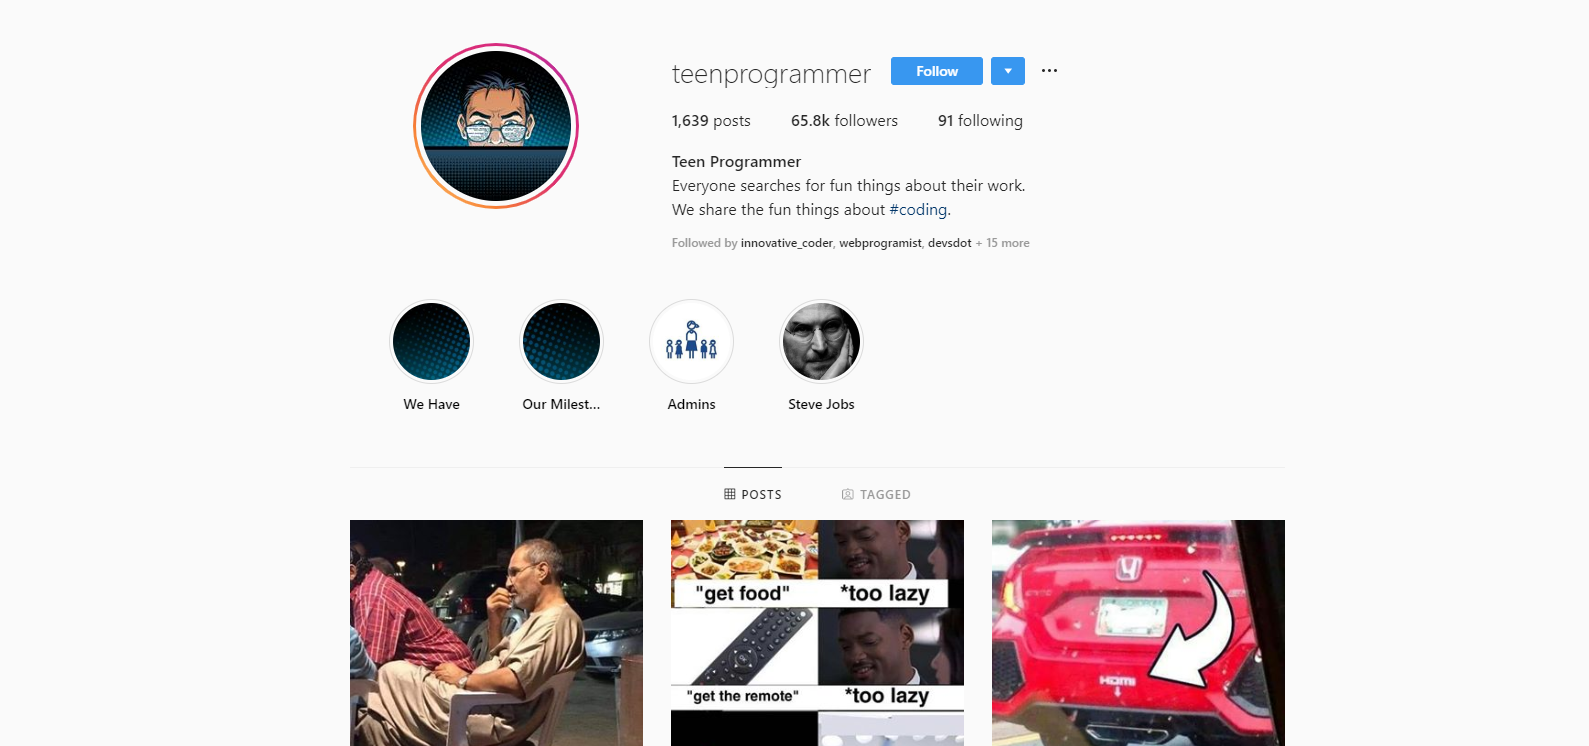 teenprogrammer Follow
1,639 posts 65.8k followers 91 following
Teen Programmer
Everyone searches for fun things about their work.
We share the fun things about #coding.
Followed by innovative_coder, webprogramist, devsdot + 15 more
We Have Our Milest... Admins Steve Jobs
POSTS TAGGED
"get food" *too lazy
"get the remote" *too lazy
HDMI